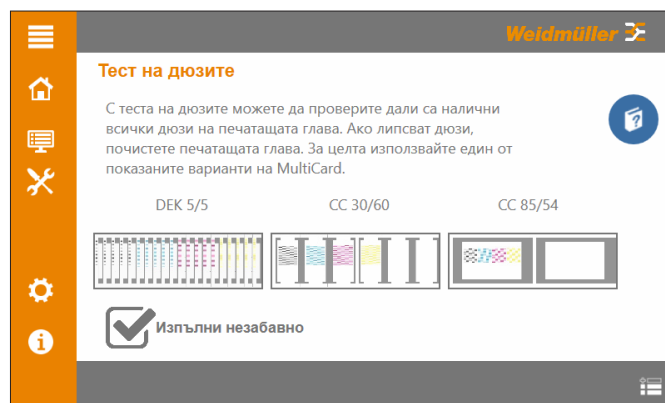 Weidmüller
Тест на дюзите
С теста на дюзите можете да проверите дали са налични
всички дюзи на печатащата глава. Ако липсват дюзи,
почистете печатащата глава. За целта използвайте един от
показаните варианти на MultiCard.
DEK 5/5 CC 30/60 CC 85/54
Изпълни незабавно